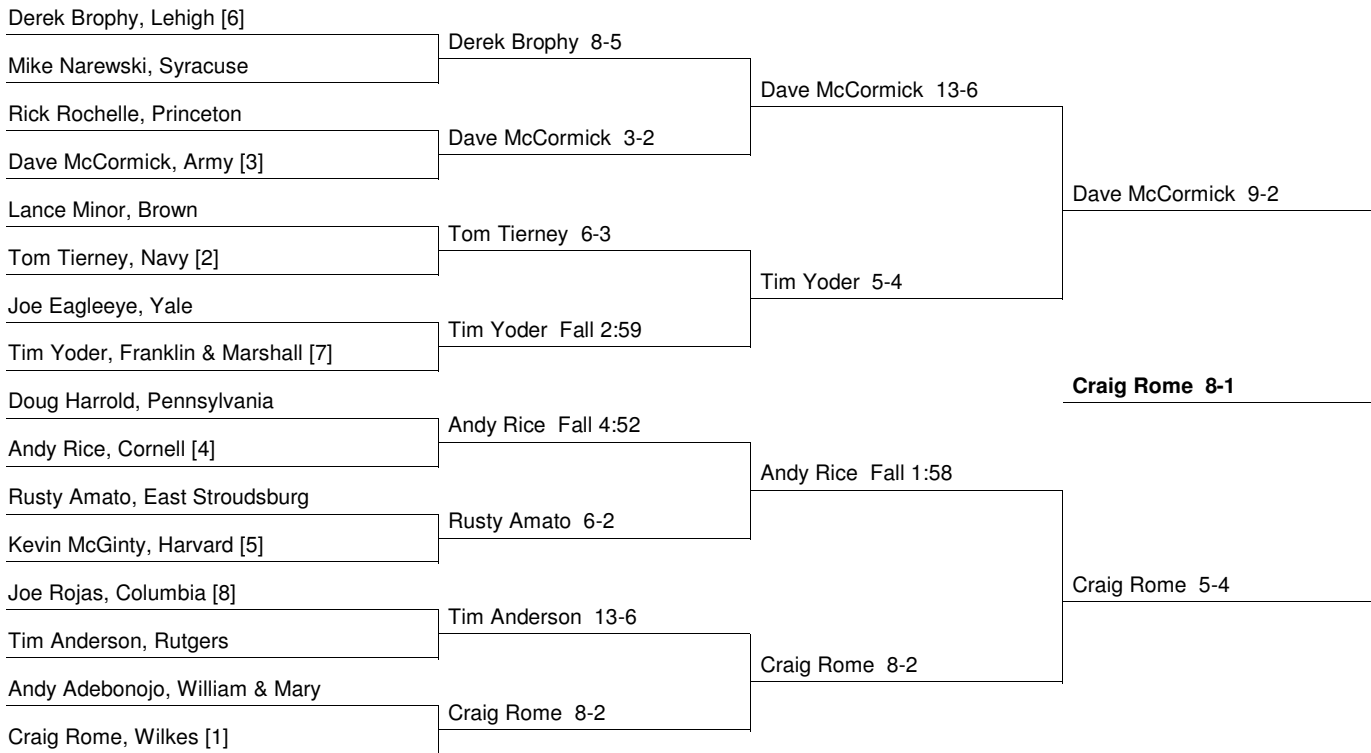 Derek Brophy, Lehigh [6]
Mike Narewski, Syracuse
Rick Rochelle, Princeton
Dave McCormick, Army [3]
Lance Minor, Brown
Tom Tierney, Navy [2]
Joe Eagleeye, Yale
Tim Yoder, Franklin & Marshall [7]
Doug Harrold, Pennsylvania
Andy Rice, Cornell [4]
Rusty Amato, East Stroudsburg
Kevin McGinty, Harvard [5]
Joe Rojas, Columbia [8]
Tim Anderson, Rutgers
Andy Adebonojo, William & Mary
Craig Rome, Wilkes [1]
Derek Brophy 8-5
Dave McCormick 3-2
Tom Tierney 6-3
Tim Yoder Fall 2:59
Andy Rice Fall 4:52
Rusty Amato 6-2
Tim Anderson 13-6
Craig Rome 8-2
Dave McCormick 13-6
Tim Yoder 5-4
Andy Rice Fall 1:58
Craig Rome 8-2
Dave McCormick 9-2
Craig Rome 8-1
Craig Rome 5-4